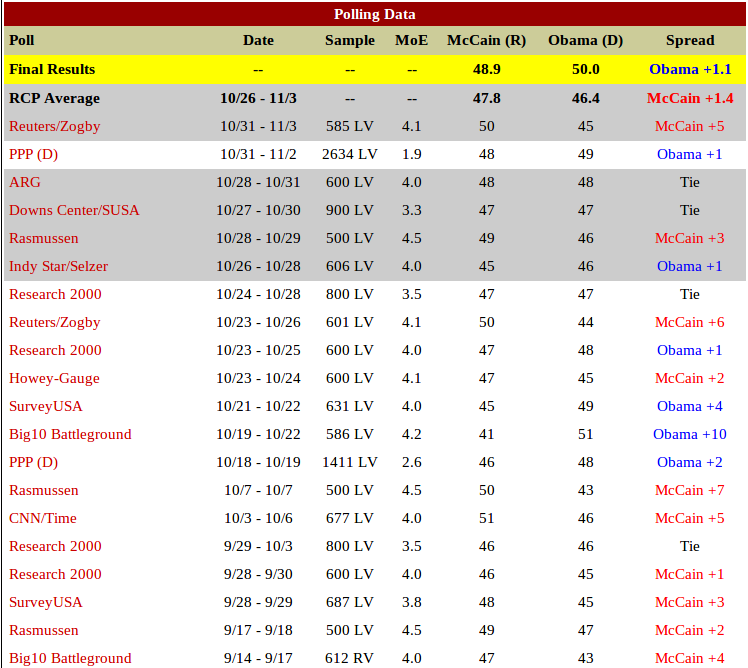 Polling Data
Poll Date Sample MoE McCain (R) Obama (D) Spread
Final Results -- -- -- 48.9 50.0 Obama +1.1
RCP Average 10/26 - 11/3 -- -- 47.8 46.4 McCain +1.4
Reuters/Zogby 10/31 - 11/3 585 LV 4.1 50 45 McCain +5
PPP (D) 10/31 - 11/2 2634 LV 1.9 48 49 Obama +1
ARG 10/28 - 10/31 600 LV 4.0 48 48 Tie
Downs Center/SUSA 10/27 - 10/30 900 LV 3.3 47 47 Tie
Rasmussen 10/28 - 10/29 500 LV 4.5 49 46 McCain +3
Indy Star/Selzer 10/26 - 10/28 606 LV 4.0 45 46 Obama +1
Research 2000 10/24 - 10/28 800 LV 3.5 47 47 Tie
Reuters/Zogby 10/23 - 10/26 601 LV 4.1 50 44 McCain +6
Research 2000 10/23 - 10/25 600 LV 4.0 47 48 Obama +1
Howey-Gauge 10/23 - 10/24 600 LV 4.1 47 45 McCain +2
SurveyUSA 10/21 - 10/22 631 LV 4.0 45 49 Obama +4
Big10 Battleground 10/19 - 10/22 586 LV 4.2 41 51 Obama +10
PPP (D) 10/18 - 10/19 1411 LV 2.6 46 48 Obama +2
Rasmussen 10/7 - 10/7 500 LV 4.5 50 43 McCain +7
CNN/Time 10/3 - 10/6 677 LV 4.0 51 46 McCain +5
Research 2000 9/29 - 10/3 800 LV 3.5 46 46 Tie
Research 2000 9/28 - 9/30 600 LV 4.0 46 45 McCain +1
SurveyUSA 9/28 - 9/29 687 LV 3.8 48 45 McCain +3
Rasmussen 9/17 - 9/18 500 LV 4.5 49 47 McCain +2
Big10 Battleground 9/14 - 9/17 612 RV 4.0 47 43 McCain +4